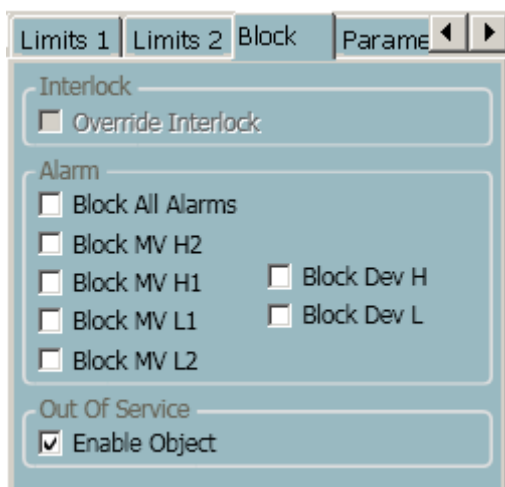 Limits 1 Limits 2 Block Parame
Interlock
Override Interlock
Alarm
Block All Alarms
Block MV H2
Block MV H1 Block Dev H
Block MV L1 Block Dev L
Block MV L2
Out Of Service
Enable Object